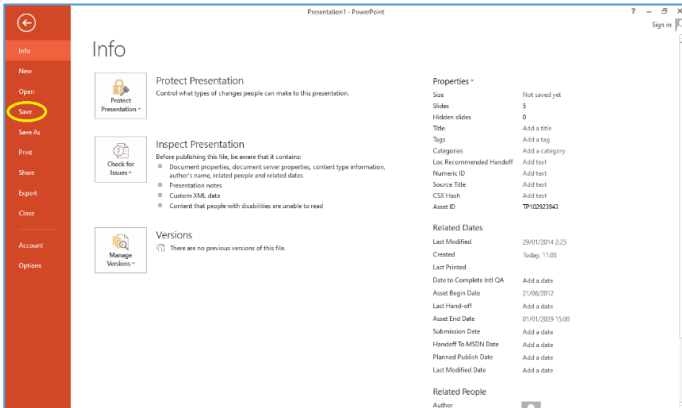 Presentation1 - PowerPoint
Sign in
Info
New
Open
Save
Save As
Print
Share
Export
Close
Account
Options
Info
Protect Presentation
Protect Presentation
Control what types of changes people can make to this presentation.
Check for Issues
Inspect Presentation
Before publishing this file, be aware that it contains:
Document properties, document server properties, content type information,
author's name, related people and related dates
Presentation notes
Custom XML data
Content that people with disabilities are unable to read
Manage Versions
Versions
There are no previous versions of this file.
Properties
Size Not saved yet
Slides 5
Hidden slides 0
Title Add a title
Tags Add a tag
Categories Add a category
Loc Recommended Handoff Add text
Numeric ID Add text
Source Title Add text
CSX Hash Add text
Asset ID TP102923943
Related Dates
Last Modified 29/01/2014 2:25
Created Today, 11:03
Last Printed
Date to Complete Intl QA Add a date
Asset Begin Date 21/06/2012
Last Hand-off Add a date
Asset End Date 01/01/2029 15:00
Submission Date Add a date
Handoff To MSDN Date Add a date
Planned Publish Date Add a date
Last Modified Date Add a date
Related People
Author